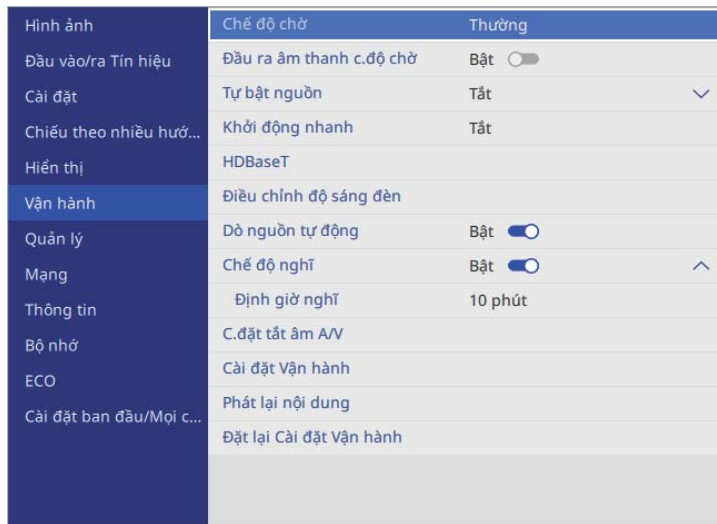 Hình ảnh
Đầu vào/ra Tín hiệu
Cài đặt
Chiếu theo nhiều hướ...
Hiển thị
Vận hành
Quản lý
Mạng
Thông tin
Bộ nhớ
ECO
Cài đặt ban đầu/Mọi c...
Chế độ chờ Thường
Đầu ra âm thanh c.độ chờ Bật
Tự bật nguồn Tắt
Khởi động nhanh Tắt
HDBaseT
Điều chỉnh độ sáng đèn
Dò nguồn tự động Bật
Chế độ nghĩ Bật
Định giờ nghĩ 10 phút
C.đặt tắt âm A/V
Cài đặt Vận hành
Phát lại nội dung
Đặt lại Cài đặt Vận hành